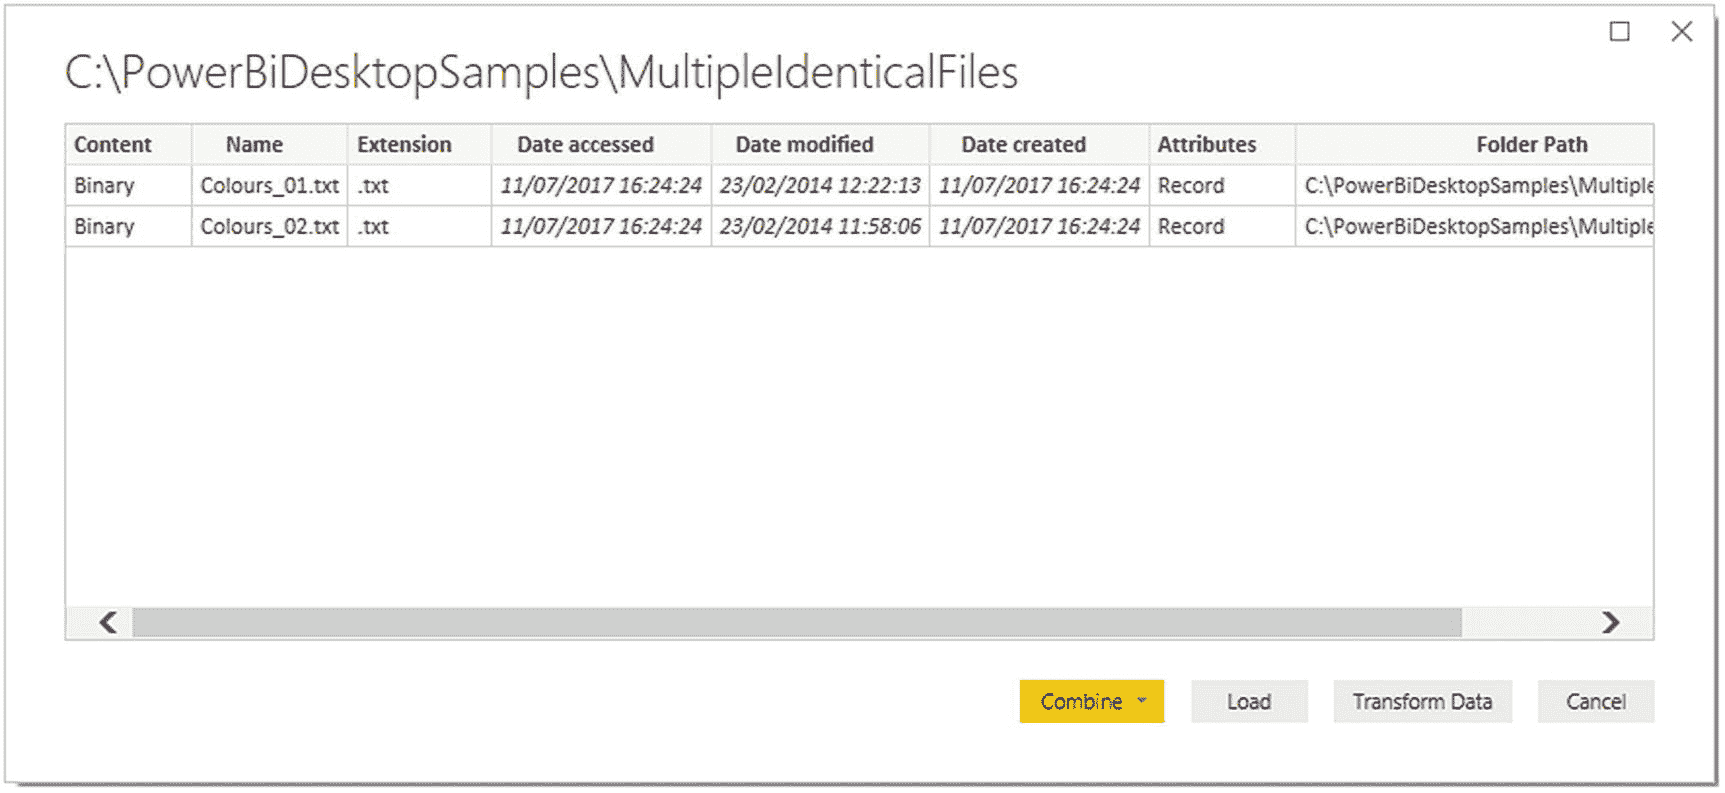 C:\PowerBiDesktopSamples\MultipleIdenticalFiles
Content Name Extension Date accessed Date modified Date created Attributes Folder Path
Binary Colours_01.txt .txt 11/07/2017 16:24:24 23/02/2014 12:22:13 11/07/2017 16:24:24 Record C:\PowerBiDesktopSamples\Multiple
Binary Colours_02.txt .txt 11/07/2017 16:24:24 23/02/2014 11:58:06 11/07/2017 16:24:24 Record C:\PowerBiDesktopSamples\Multiple
Combine Load Transform Data Cancel